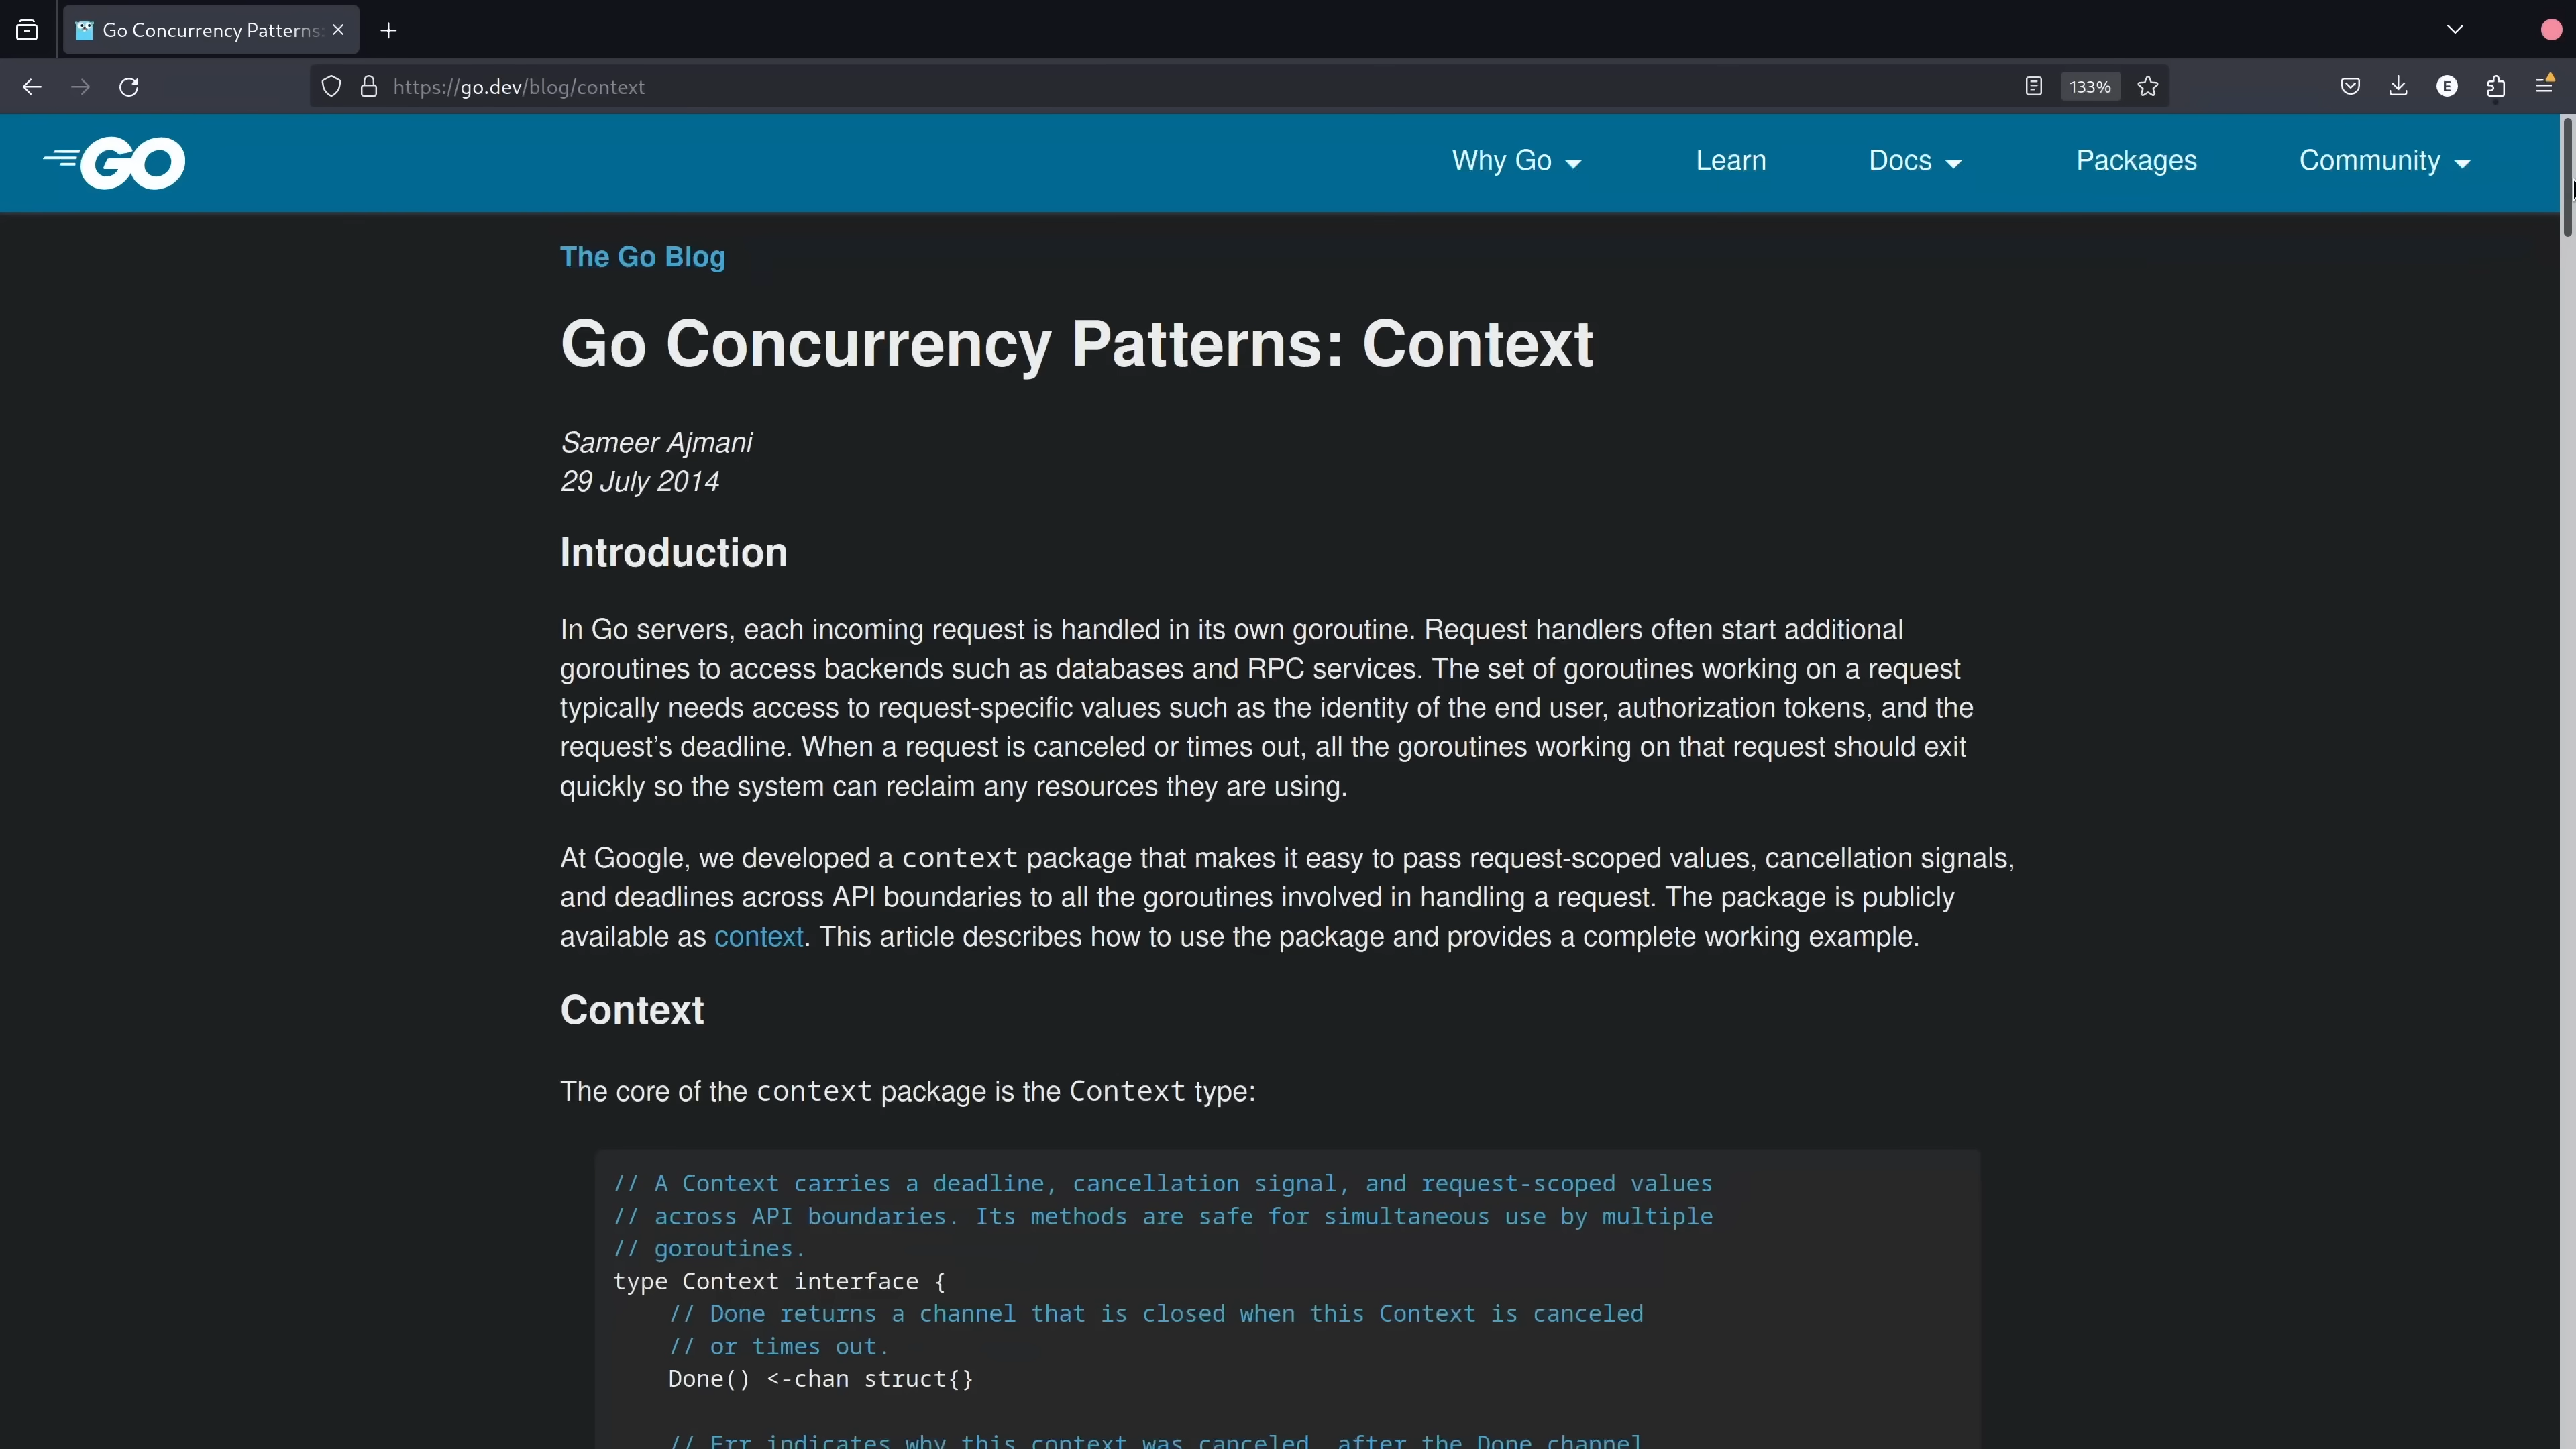 Go Concurrency Patterns:
https://go.dev/blog/context
133%
E
GO
Why Go
Learn
Docs
Packages
Community
The Go Blog
Go Concurrency Patterns: Context
Sameer Ajmani
29 July 2014
Introduction
In Go servers, each incoming request is handled in its own goroutine. Request handlers often start additional
goroutines to access backends such as databases and RPC services. The set of goroutines working on a request
typically needs access to request-specific values such as the identity of the end user, authorization tokens, and the
request’s deadline. When a request is canceled or times out, all the goroutines working on that request should exit
quickly so the system can reclaim any resources they are using.
At Google, we developed a context package that makes it easy to pass request-scoped values, cancellation signals,
and deadlines across API boundaries to all the goroutines involved in handling a request. The package is publicly
available as context. This article describes how to use the package and provides a complete working example.
Context
The core of the context package is the Context type:
// A Context carries a deadline, cancellation signal, and request-scoped values
// across API boundaries. Its methods are safe for simultaneous use by multiple
// goroutines.
type Context interface {
// Done returns a channel that is closed when this Context is canceled
// or times out.
Done() <-chan struct{}
// Err indicates why this context was canceled, after the Done channel